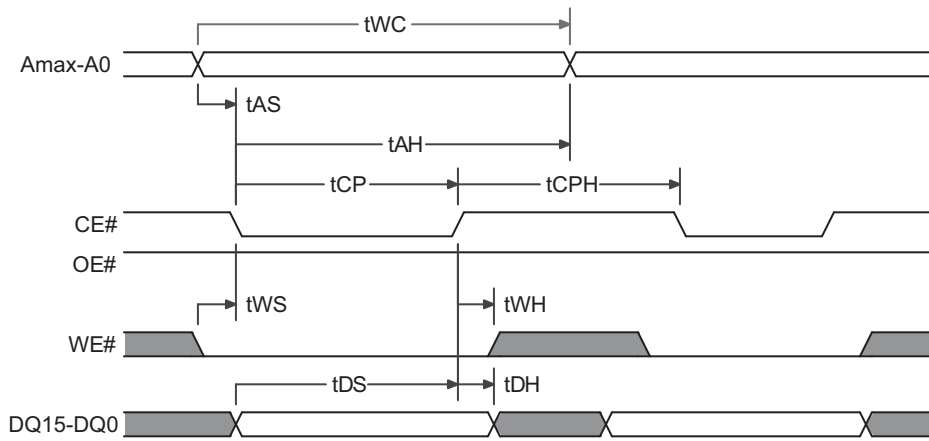 tWC
Amax-A0
tAS
tAH
tCP
tCPH
CE#
OE#
tWS
tWH
WE#
tDS
tDH
DQ15-DQ0